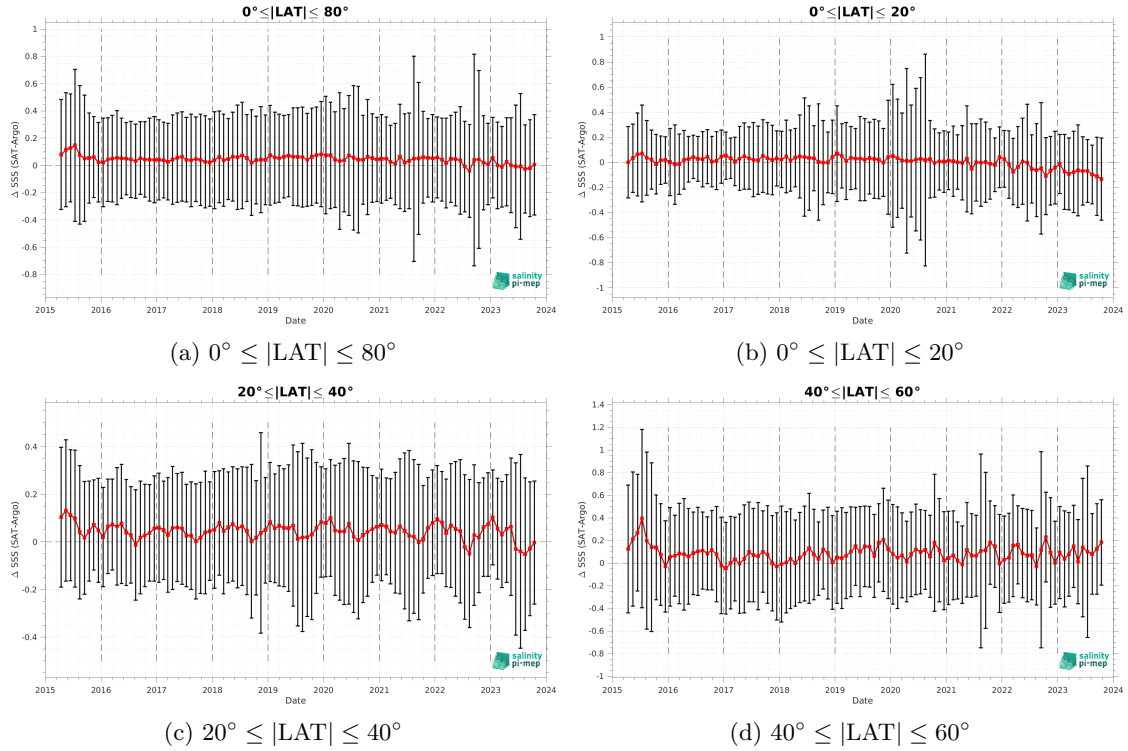 0°≤|LAT|≤ 80°
1
0.8
0.6
0.4
0.2
0
-0.2
-0.4
-0.6
-0.8
Δ SSS (SAT-Argo)
2015 2016 2017 2018 2019 2020 2021 2022 2023 2024
Date
salinity
pi-mep
(a) 0° ≤ |LAT| ≤ 80°
0°≤|LAT|≤ 20°
1
0.8
0.6
0.4
0.2
0
-0.2
-0.4
-0.6
-0.8
-1
Δ SSS (SAT-Argo)
2015 2016 2017 2018 2019 2020 2021 2022 2023 2024
Date
salinity
pi-mep
(b) 0° ≤ |LAT| ≤ 20°
20°≤|LAT|≤ 40°
0.4
0.2
0
-0.2
-0.4
Δ SSS (SAT-Argo)
2015 2016 2017 2018 2019 2020 2021 2022 2023 2024
Date
salinity
pi-mep
(c) 20° ≤ |LAT| ≤ 40°
40°≤|LAT|≤ 60°
1.4
1.2
1
0.8
0.6
0.4
0.2
0
-0.2
-0.4
-0.6
-0.8
-1
Δ SSS (SAT-Argo)
2015 2016 2017 2018 2019 2020 2021 2022 2023 2024
Date
salinity
pi-mep
(d) 40° ≤ |LAT| ≤ 60°